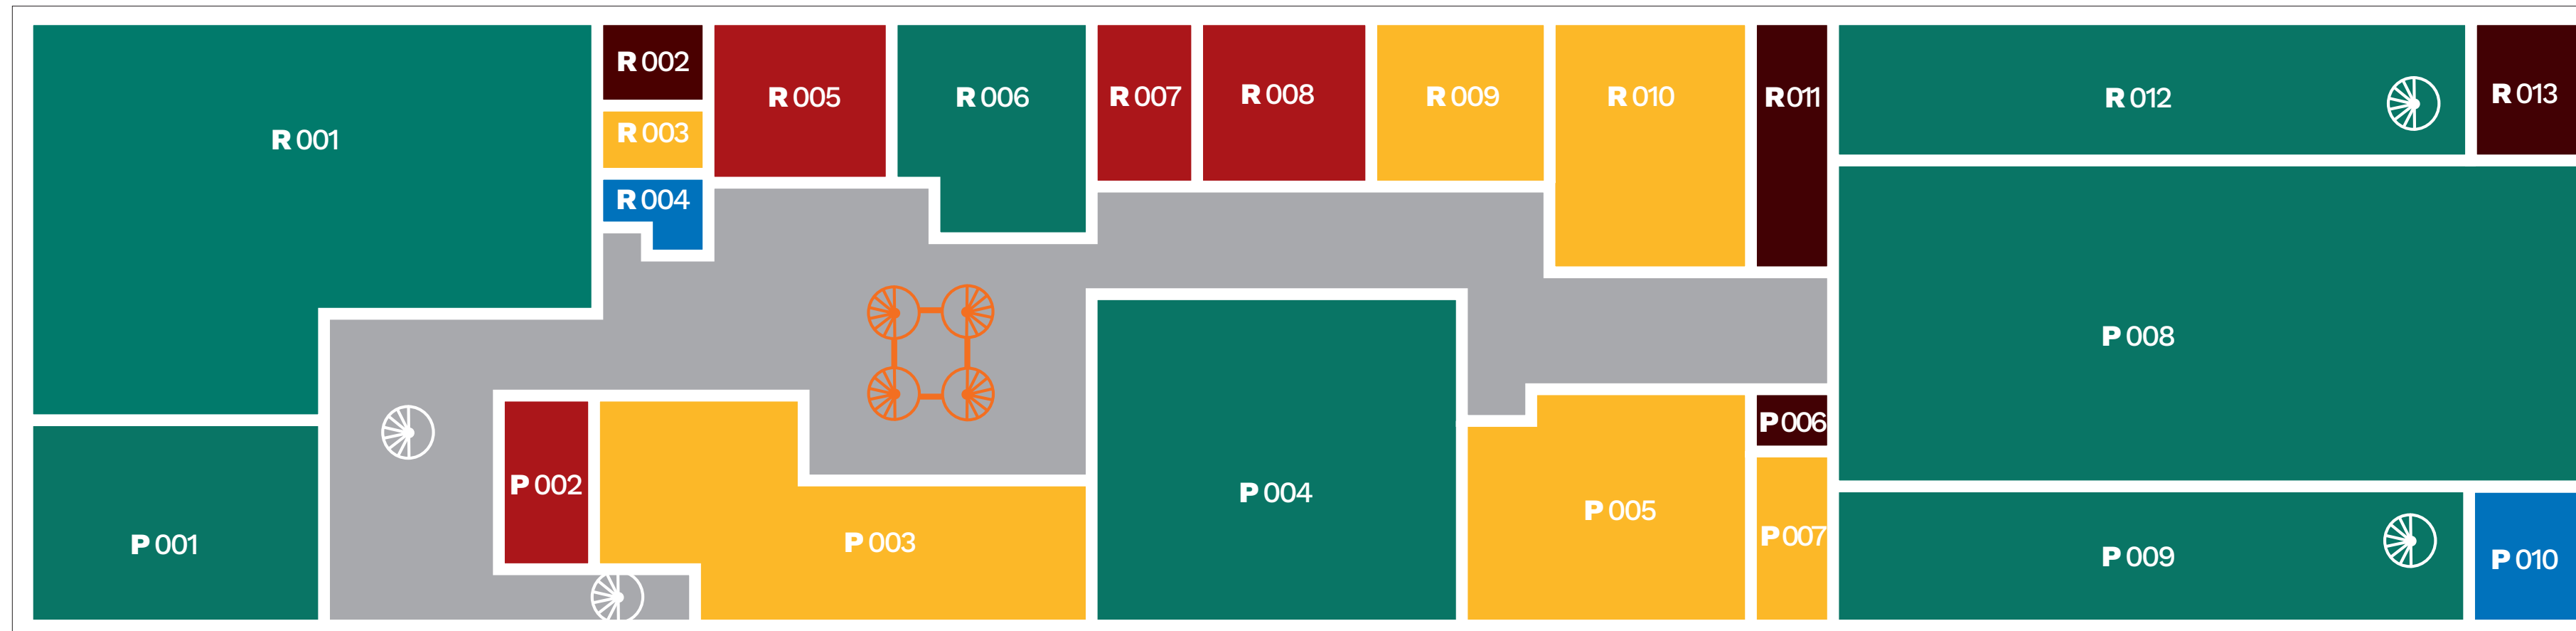 R 001
R 002
R 003
R 004
R 005
R 006
R 007
R 008
R 009
R 010
R 011
R 012
R 013
P 001
P 002
P 003
P 004
P 005
P 006
P 007
P 008
P 009
P 010